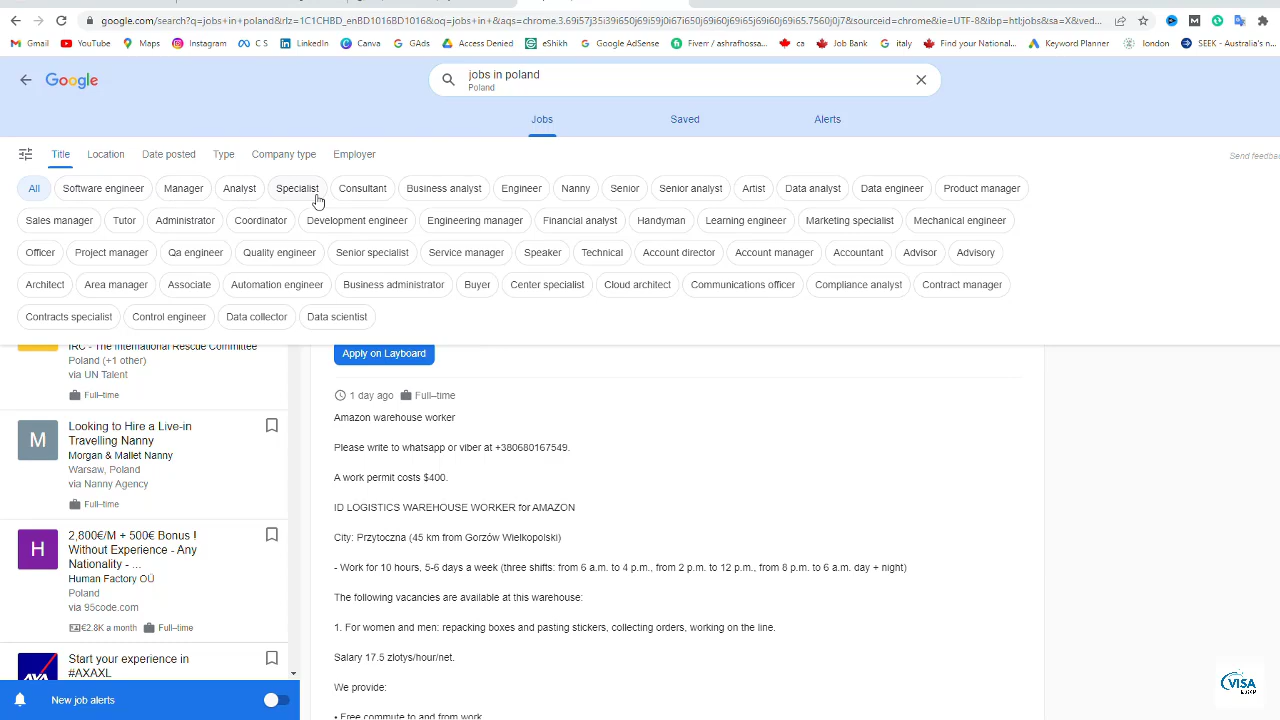 google.com/search?q=jobs+in+poland&rlz=1C1CHBD_enBD1016BD1016&oq=jobs+in+&aqs=chrome.3.69i57j35i39i650j69i59j0i67i650j69i60j69i65j69i60j69i65.7560j0j7&sourceid=chrome&ie=UTF-8&ibp=htl;jobs&sa=X&ved...
Gmail YouTube Maps Instagram C S LinkedIn Canva GAds Access Denied eShikh Google AdSense Fiverr / ashrafhossa... ca Job Bank italy Find your National... Keyword Planner london SEEK - Australia's n...
Google
jobs in poland
Poland
Jobs Saved Alerts
Title Location Date posted Type Company type Employer
Send feedba
All Software engineer Manager Analyst Specialist Consultant Business analyst Engineer Nanny Senior Senior analyst Artist Data analyst Data engineer Product manager
Sales manager Tutor Administrator Coordinator Development engineer Engineering manager Financial analyst Handyman Learning engineer Marketing specialist Mechanical engineer
Officer Project manager Qa engineer Quality engineer Senior specialist Service manager Speaker Technical Account director Account manager Accountant Advisor Advisory
Architect Area manager Associate Automation engineer Business administrator Buyer Center specialist Cloud architect Communications officer Compliance analyst Contract manager
Contracts specialist Control engineer Data collector Data scientist
IRC - The International Rescue Committee
Poland (+1 other)
via UN Talent
Full–time
M
Looking to Hire a Live-in
Travelling Nanny
Morgan & Mallet Nanny
Warsaw, Poland
via Nanny Agency
Full–time
H
2,800€/M + 500€ Bonus !
Without Experience - Any
Nationality - ...
Human Factory OÜ
Poland
via 95code.com
€2.8K a month Full–time
Start your experience in
#AXAXL
New job alerts
Apply on Layboard
1 day ago Full–time
Amazon warehouse worker
Please write to whatsapp or viber at +380680167549.
A work permit costs $400.
ID LOGISTICS WAREHOUSE WORKER for AMAZON
City: Przytoczna (45 km from Gorzów Wielkopolski)
- Work for 10 hours, 5-6 days a week (three shifts: from 6 a.m. to 4 p.m., from 2 p.m. to 12 p.m., from 8 p.m. to 6 a.m. day + night)
The following vacancies are available at this warehouse:
1. For women and men: repacking boxes and pasting stickers, collecting orders, working on the line.
Salary 17.5 zlotys/hour/net.
We provide:
• Free commute to and from work
VISA